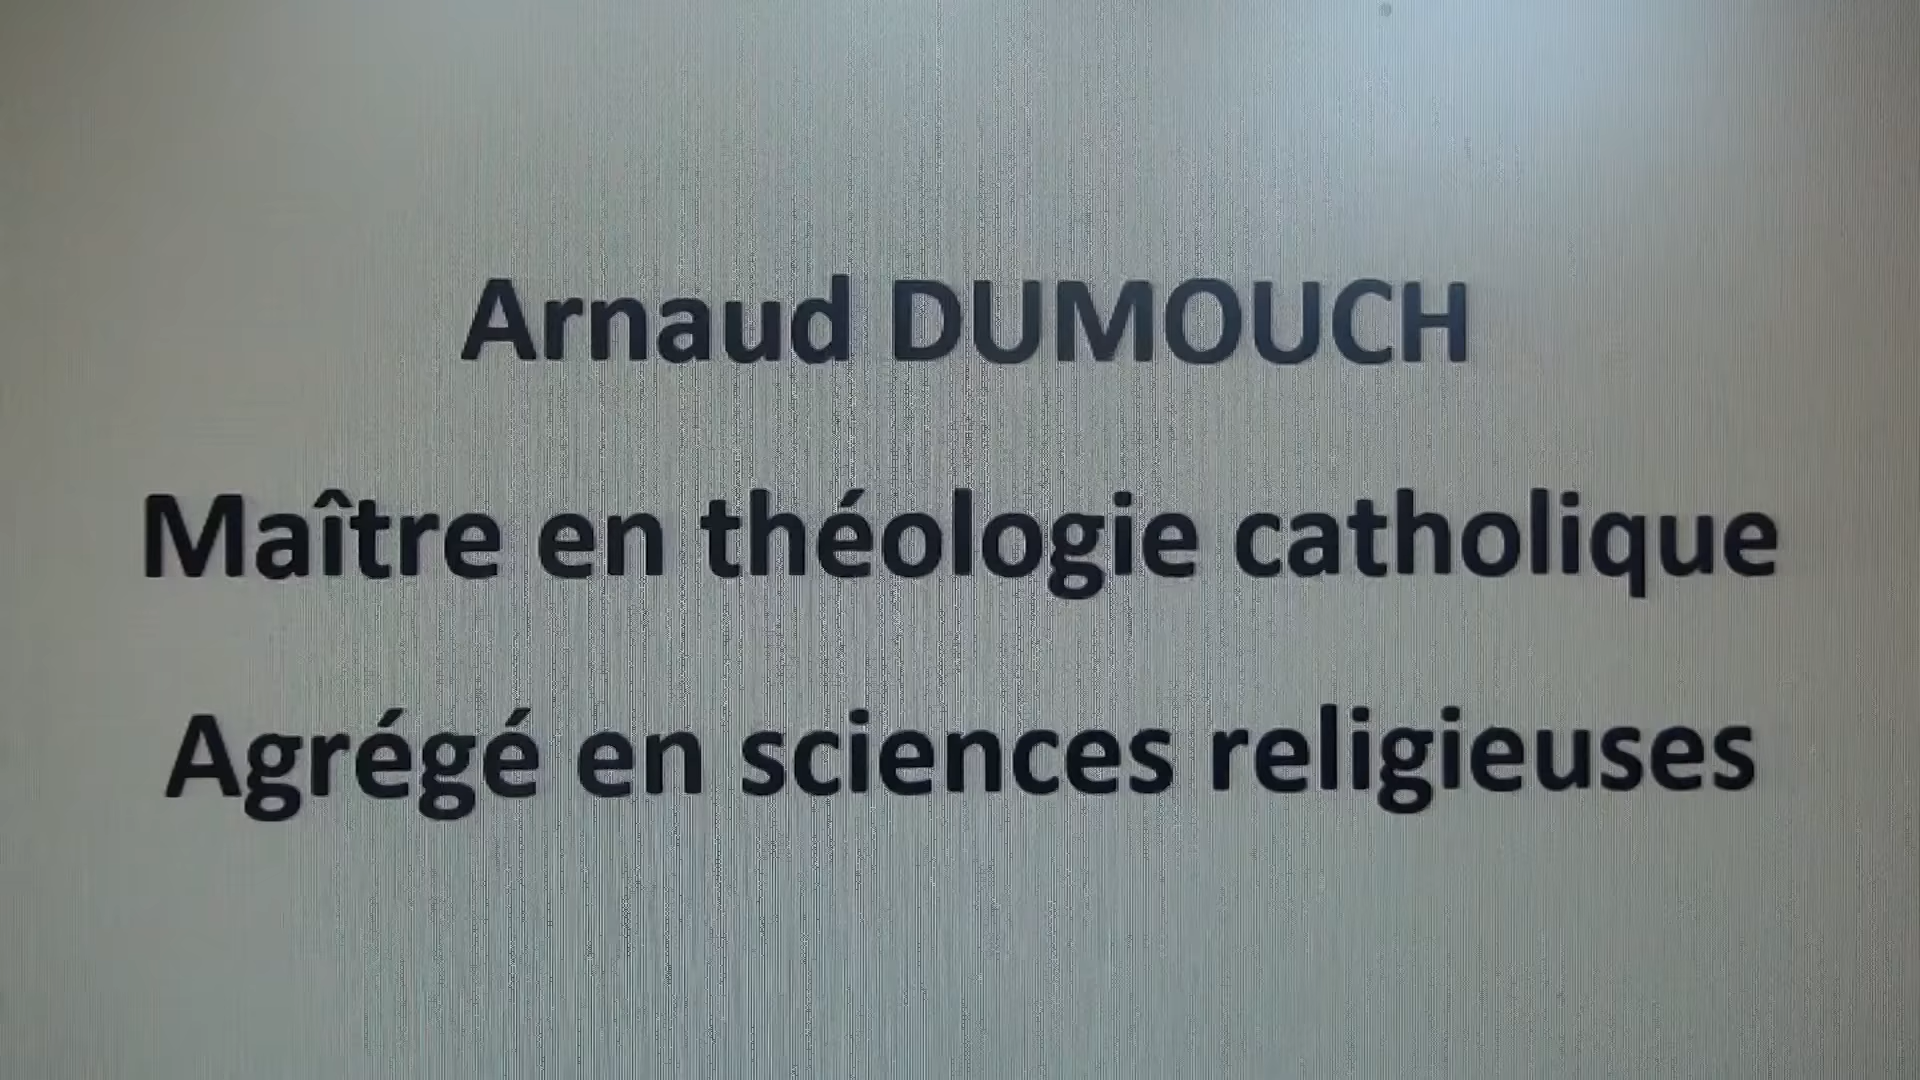 Arnaud DUMOUCH
Maître en théologie catholique
Agrégé en sciences religieuses